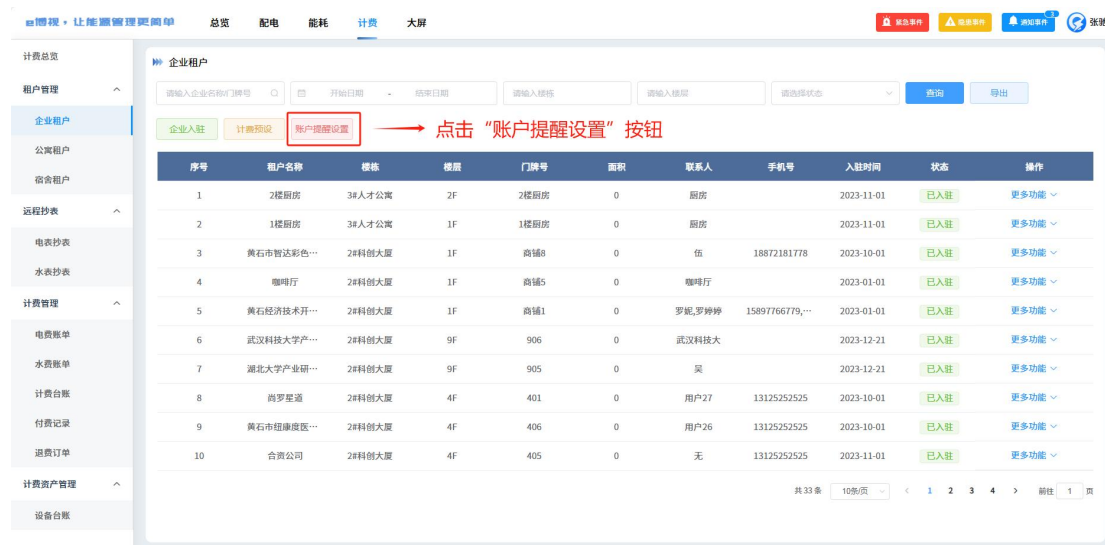 e博视,让能源管理更简单 总览 配电 能耗 计费 大屏 紧急事件 报进事件 通知事件 3 张驰
计费总览
租户管理
企业租户
公寓租户
宿舍租户
远程抄表
电表抄表
水表抄表
计费管理
电费账单
水费账单
计费台账
付费记录
退费订单
计费资产管理
设备台账
企业租户
请输入企业名称/门牌号 开始日期 - 结束日期 请输入楼栋 请输入楼层 请选择状态 查询 导出
企业入驻 计费预设 账户提醒设置 点击“账户提醒设置”按钮
序号 租户名称 楼栋 楼层 门牌号 面积 联系人 手机号 入驻时间 状态 操作
1 2楼厨房 3#人才公寓 2F 2楼厨房 0 厨房 2023-11-01 已入驻 更多功能
2 1楼厨房 3#人才公寓 1F 1楼厨房 0 厨房 2023-11-01 已入驻 更多功能
3 黄石市智达彩色… 2#科创大厦 1F 商铺8 0 伍 18872181778 2023-10-01 已入驻 更多功能
4 咖啡厅 2#科创大厦 1F 商铺5 0 咖啡厅 2023-01-01 已入驻 更多功能
5 黄石经济技术开… 2#科创大厦 1F 商铺1 0 罗妮,罗婷婷 15897766779,… 2023-01-01 已入驻 更多功能
6 武汉科技大学产… 2#科创大厦 9F 906 0 武汉科技大 2023-12-21 已入驻 更多功能
7 湖北大学产业研… 2#科创大厦 9F 905 0 吴 2023-12-21 已入驻 更多功能
8 尚罗星道 2#科创大厦 4F 401 0 用户27 13125252525 2023-10-01 已入驻 更多功能
9 黄石市纽康度医… 2#科创大厦 4F 406 0 用户26 13125252525 2023-10-01 已入驻 更多功能
10 合资公司 2#科创大厦 4F 405 0 无 13125252525 2023-11-01 已入驻 更多功能
共 33 条 10条/页 < 1 2 3 4 > 前往 1 页